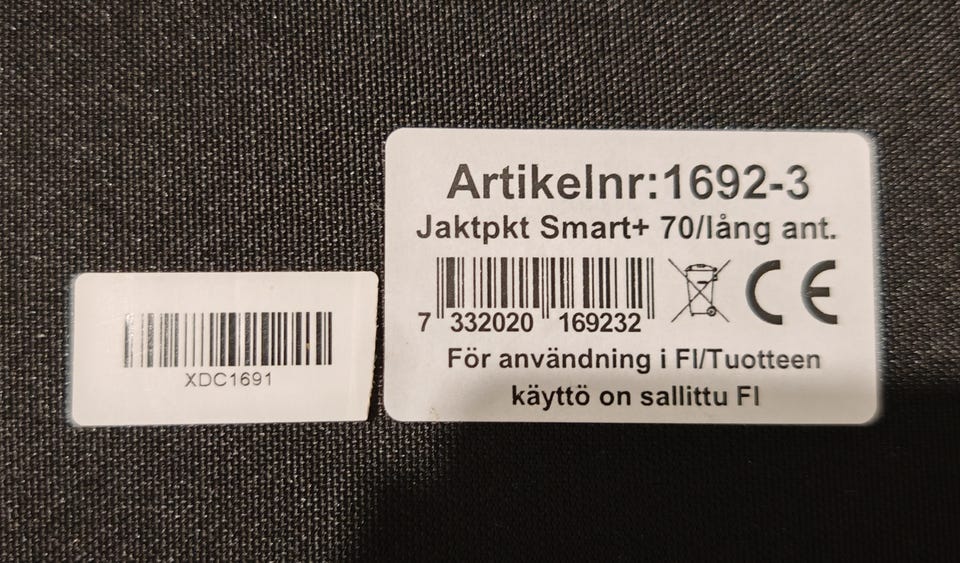 Artikelnr:1692-3
Jaktpkt Smart+ 70/lång ant.
CE
7 332020 169232
För användning i FI/Tuotteen
käyttö on sallittu FI
XDC1691